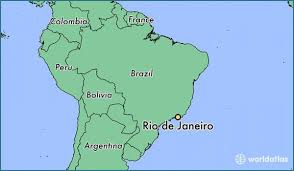 Colombia
France
Peru
Brazil
Bolivia
Rio de Janeiro
Argentina
worldatlas